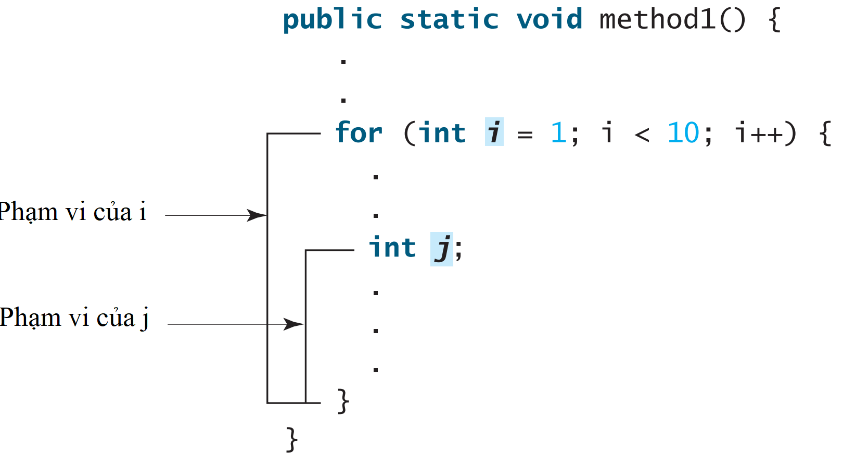 public static void method1() {
.
.
for (int i = 1; i < 10; i++) {
.
Phạm vi của i
.
int j;
.
Phạm vi của j
.
.
}
}